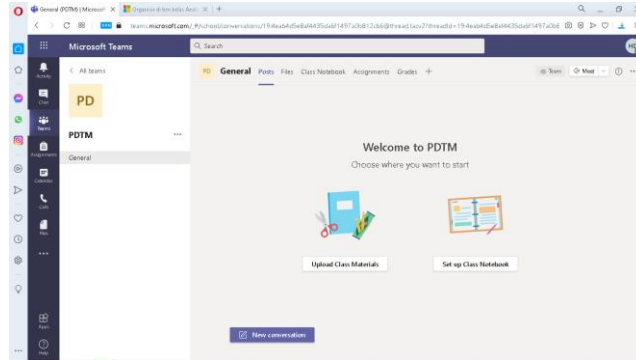 General (PDTM) | Microsoft
Microsoft Teams
Search
Activity
Chat
Teams
Assignments
Calendar
Calls
Files
Apps
Help
All teams
PD
PDTM
General
PD General Posts Files Class Notebook Assignments Grades
Team
Meet
Welcome to PDTM
Choose where you want to start
Upload Class Materials
Set up Class Notebook
New conversation